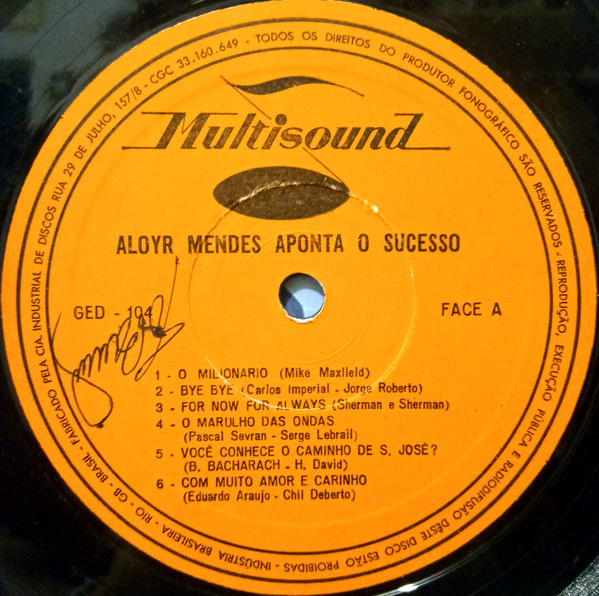 FABRICADO PELA CIA. INDUSTRIAL DE DISCOS RUA 29 DE JULHO, 157/8 - CGC 33.160.649 - TODOS OS DIREITOS DO PRODUTOR FONOGRÁFICO SÃO RESERVADOS - REPRODUÇÃO, EXECUÇÃO PÚBLICA E RADIODIFUSÃO DÊSTE DISCO ESTÃO PROIBIDAS - INDÚSTRIA BRASILEIRA - RIO - GB - BRASIL -
Multisound
ALOYR MENDES APONTA O SUCESSO
GED - 104
FACE A
1 - O MILIONARIO (Mike Maxfield)
2 - BYE BYE (Carlos Imperial - Jorge Roberto)
3 - FOR NOW FOR ALWAYS (Sherman e Sherman)
4 - O MARULHO DAS ONDAS
(Pascal Sevran - Serge Lebrail)
5 - VOCÊ CONHECE O CAMINHO DE S. JOSÊ?
(B. BACHARACH - H. David)
6 - COM MUITO AMOR E CARINHO
(Eduardo Araujo - Chil Deberto)